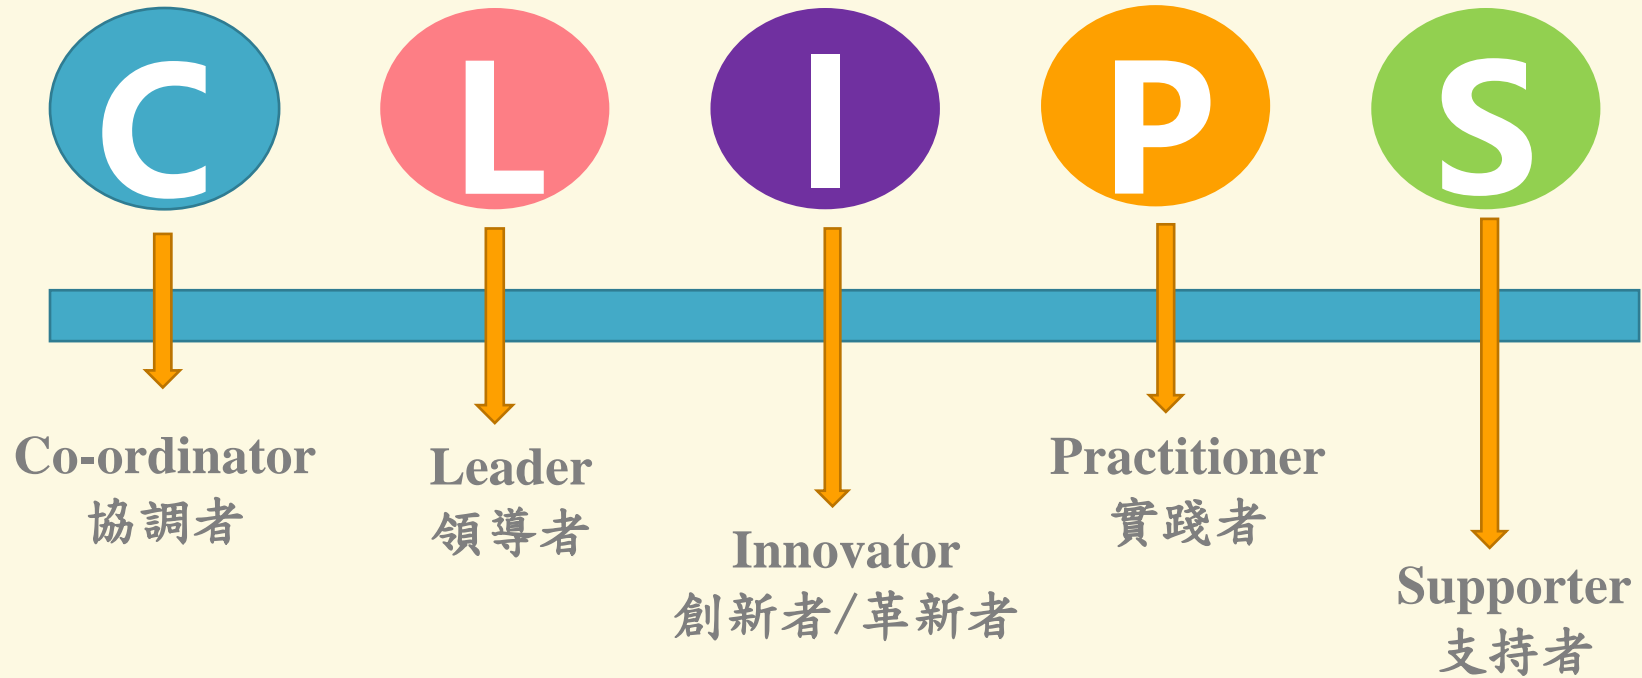 C
L
I
P
S
Co-ordinator
協調者
Leader
領導者
Innovator
創新者/革新者
Practitioner
實踐者
Supporter
支持者